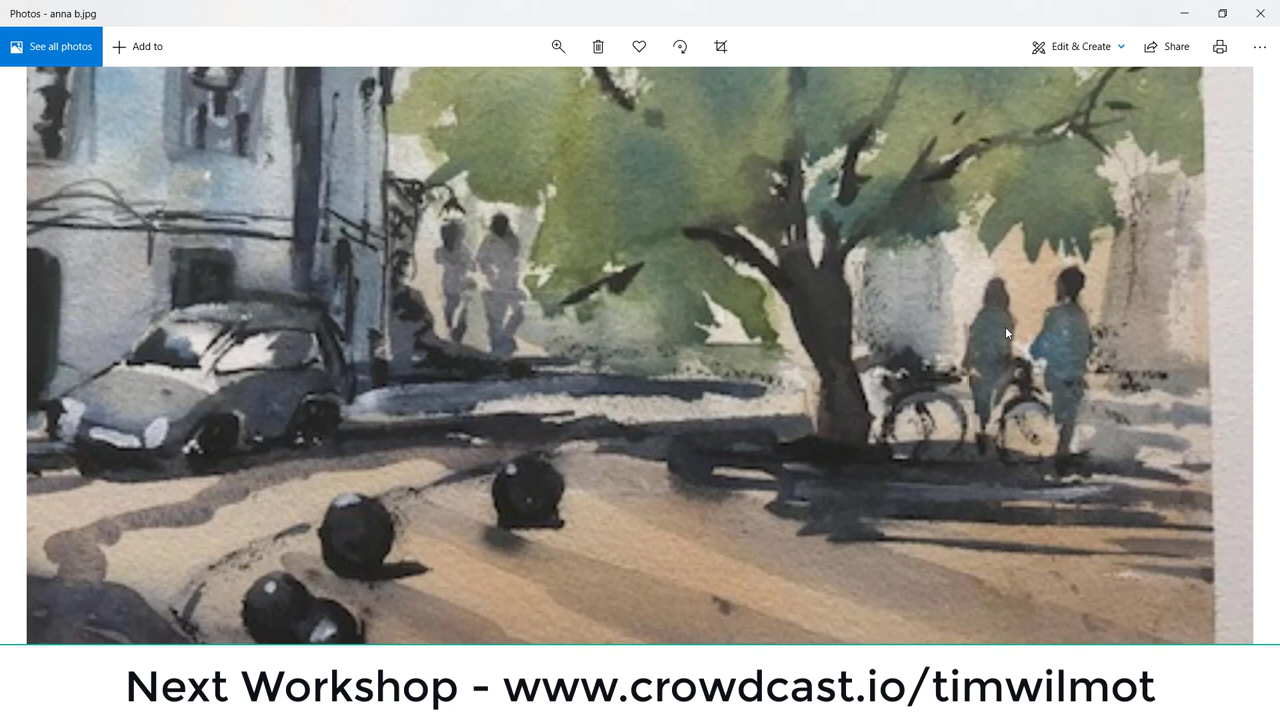 Photos - anna b.jpg
See all photos
Add to
Edit & Create
Share
Next Workshop - www.crowdcast.io/timwilmot